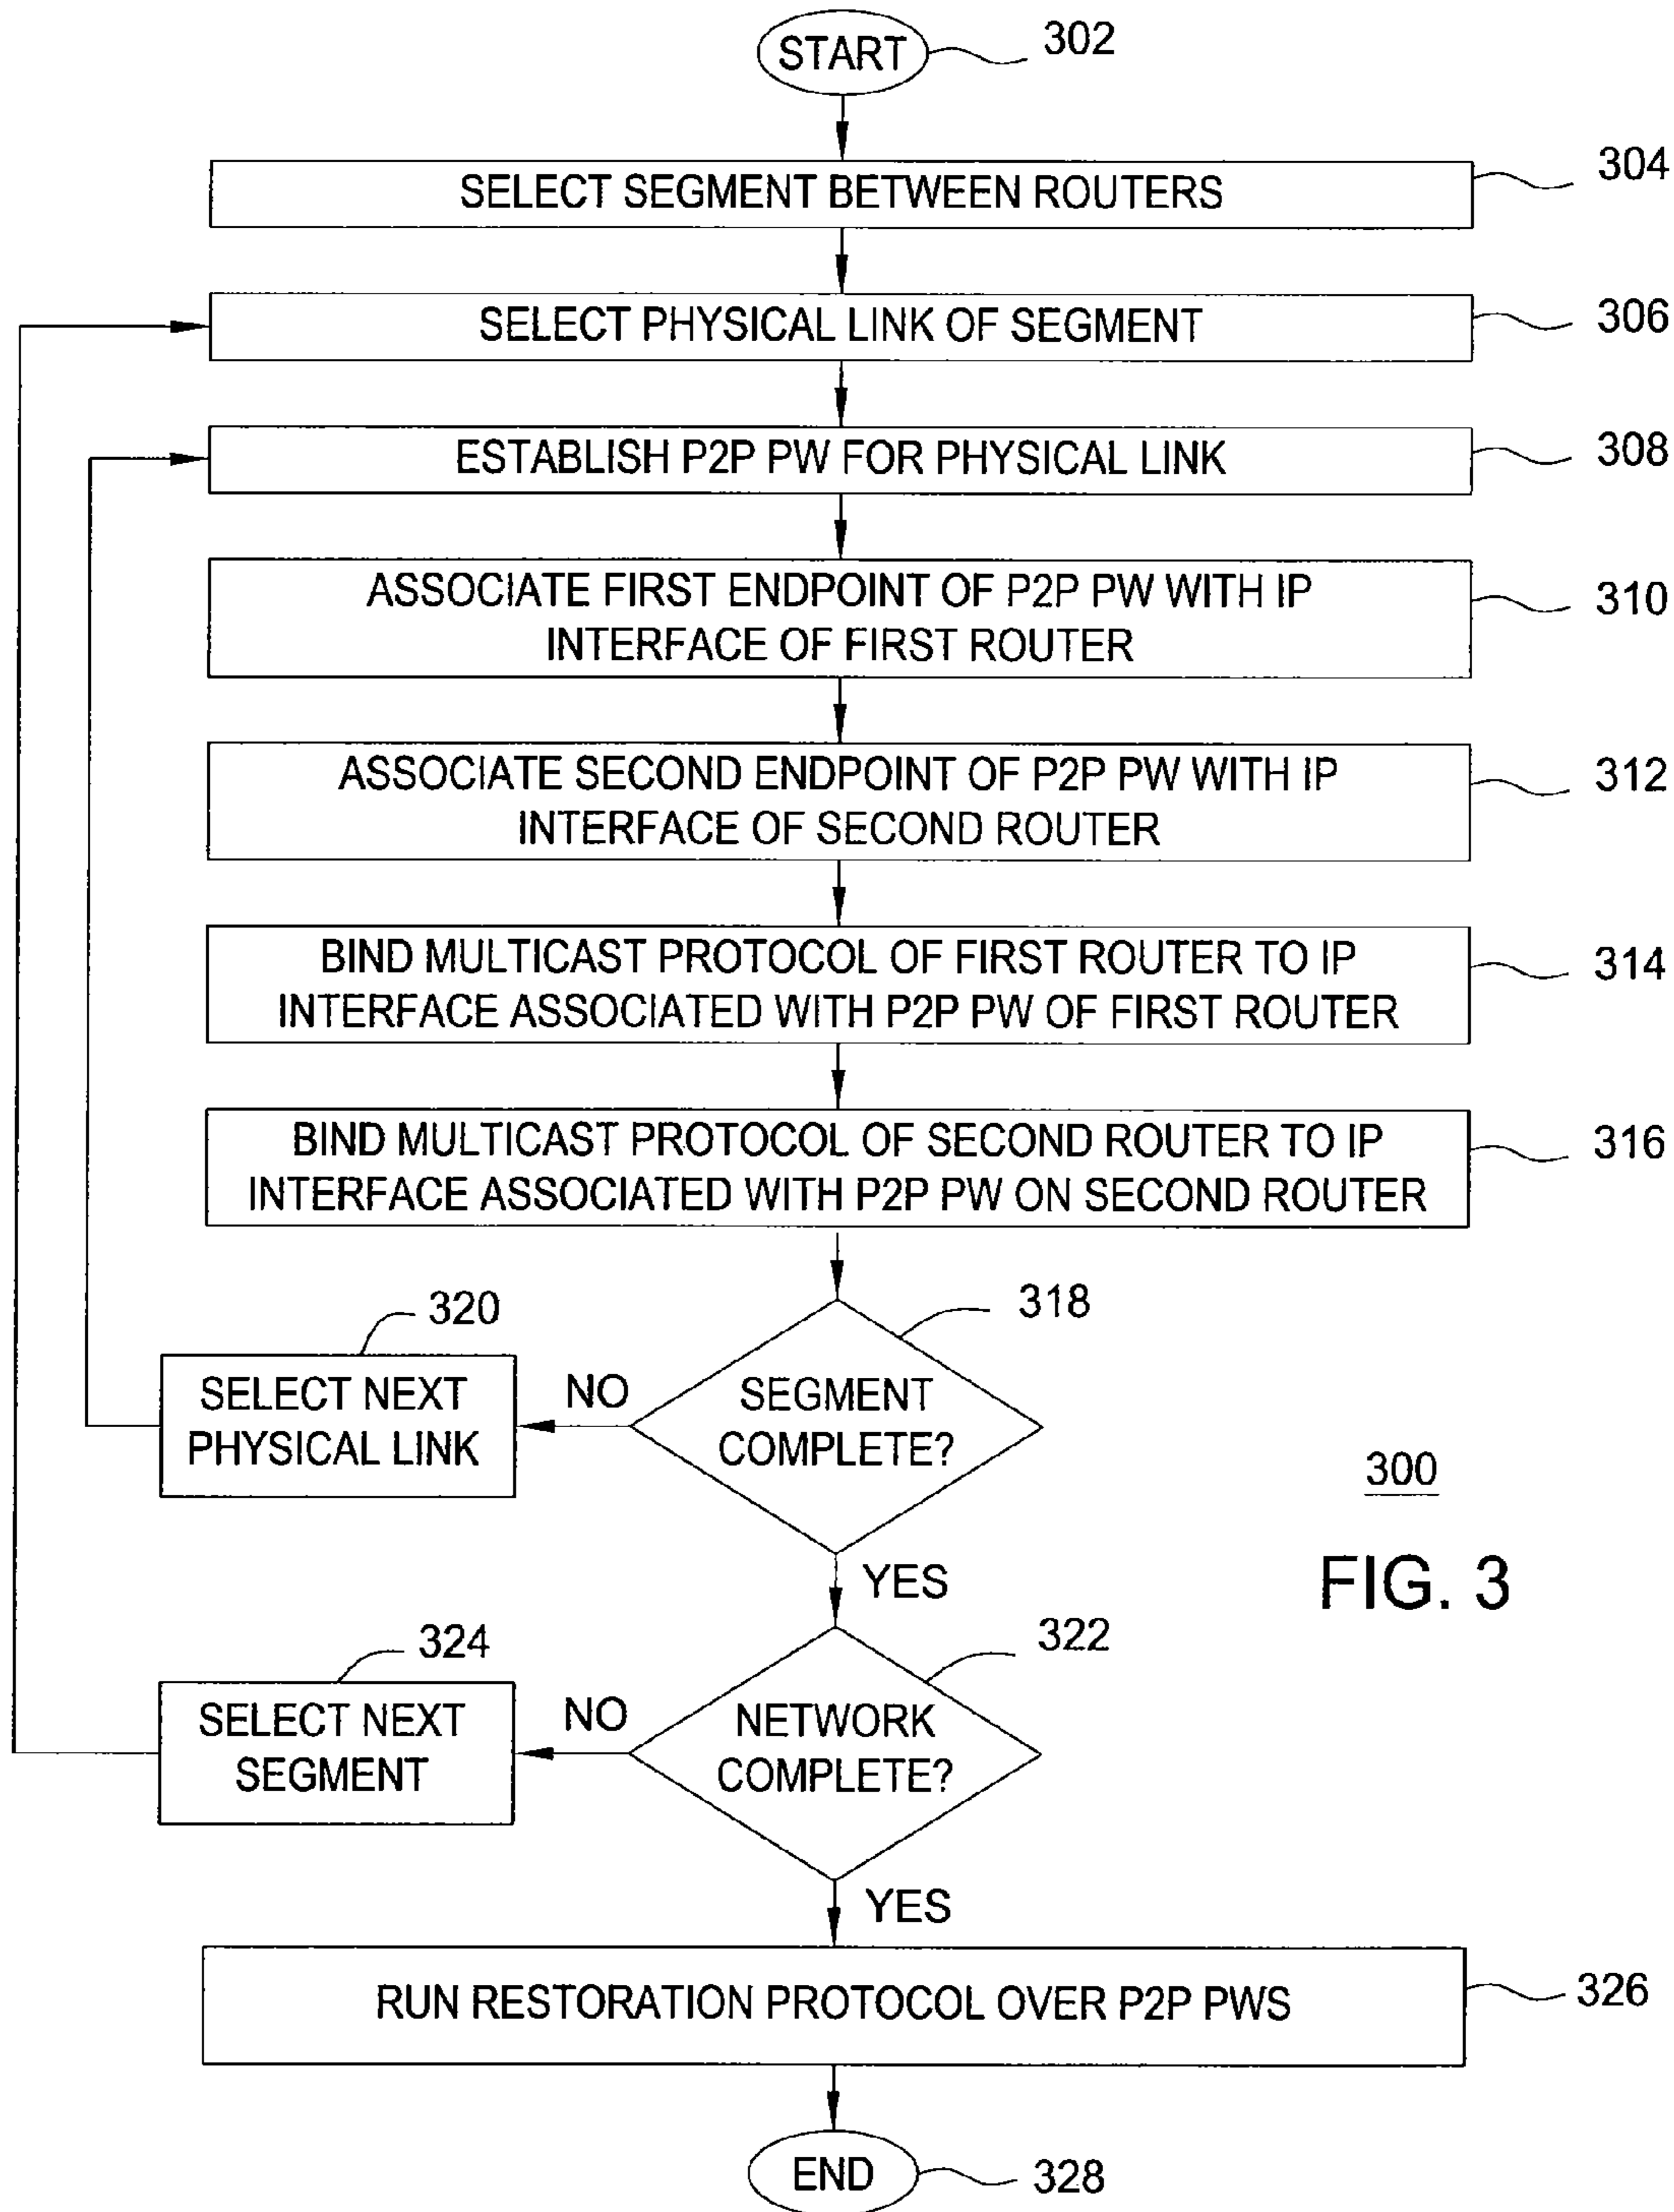 START
302
SELECT SEGMENT BETWEEN ROUTERS
304
SELECT PHYSICAL LINK OF SEGMENT
306
ESTABLISH P2P PW FOR PHYSICAL LINK
308
ASSOCIATE FIRST ENDPOINT OF P2P PW WITH IP
INTERFACE OF FIRST ROUTER
310
ASSOCIATE SECOND ENDPOINT OF P2P PW WITH IP
INTERFACE OF SECOND ROUTER
312
BIND MULTICAST PROTOCOL OF FIRST ROUTER TO IP
INTERFACE ASSOCIATED WITH P2P PW OF FIRST ROUTER
314
BIND MULTICAST PROTOCOL OF SECOND ROUTER TO IP
INTERFACE ASSOCIATED WITH P2P PW ON SECOND ROUTER
316
318
SEGMENT
COMPLETE?
NO
320
SELECT NEXT
PHYSICAL LINK
YES
322
NETWORK
COMPLETE?
NO
324
SELECT NEXT
SEGMENT
YES
300
FIG. 3
RUN RESTORATION PROTOCOL OVER P2P PWS
326
END
328